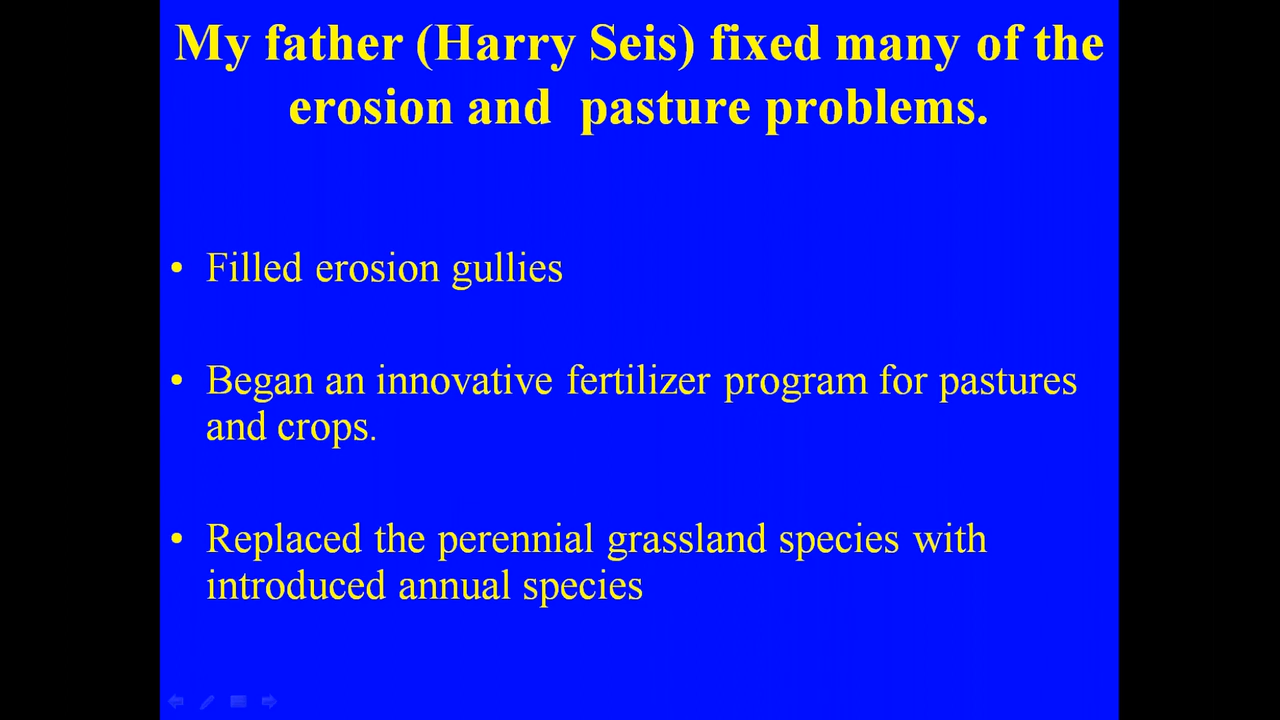 My father (Harry Seis) fixed many of the
erosion and  pasture problems.
• Filled erosion gullies
• Began an innovative fertilizer program for pastures
and crops.
• Replaced the perennial grassland species with
introduced annual species